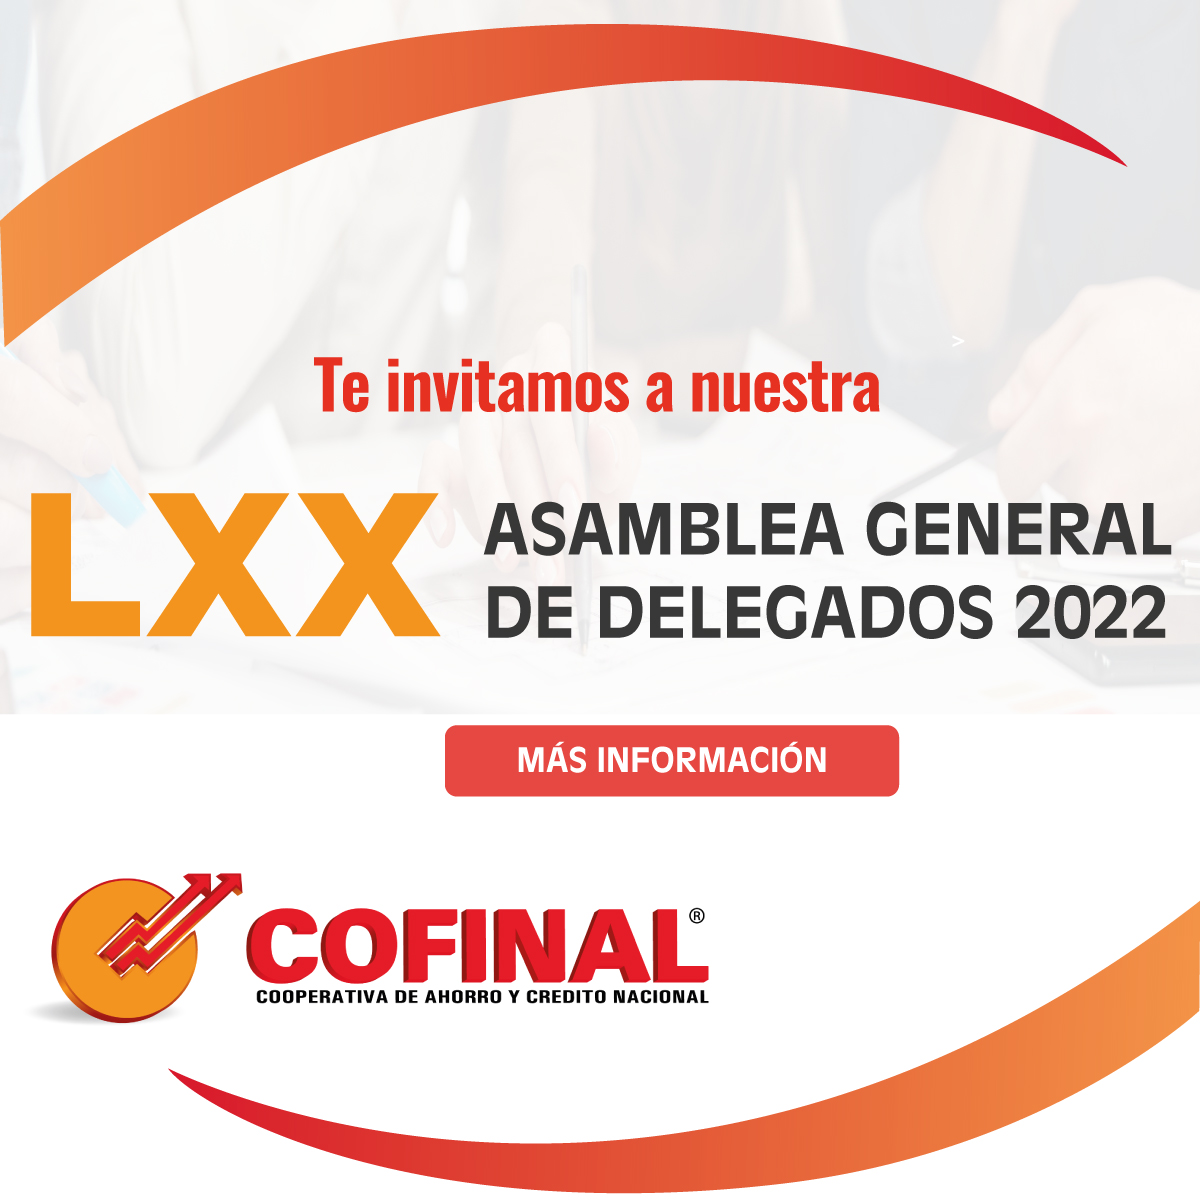 Te invitamos a nuestra
>
LXX
ASAMBLEA GENERAL
DE DELEGADOS 2022
MÁS INFORMACIÓN
COFINAL®
COOPERATIVA DE AHORRO Y CREDITO NACIONAL